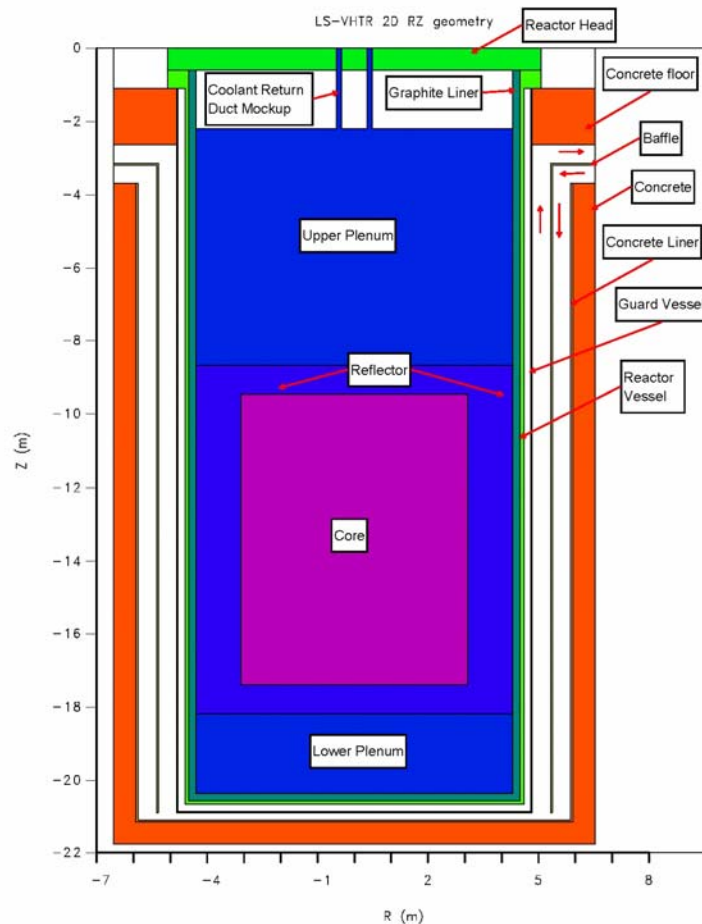 LS-VHTR 2D RZ geometry
Reactor Head
Coolant Return
Duct Mockup
Graphite Liner
Concrete floor
Baffle
Concrete
Upper Plenum
Concrete Liner
Guard Vesse
Reflector
Reactor
Vessel
Core
Lower Plenum
Z (m)
0
-2
-4
-6
-8
-10
-12
-14
-16
-18
-20
-22
-7
-4
-1
2
5
8
R (m)